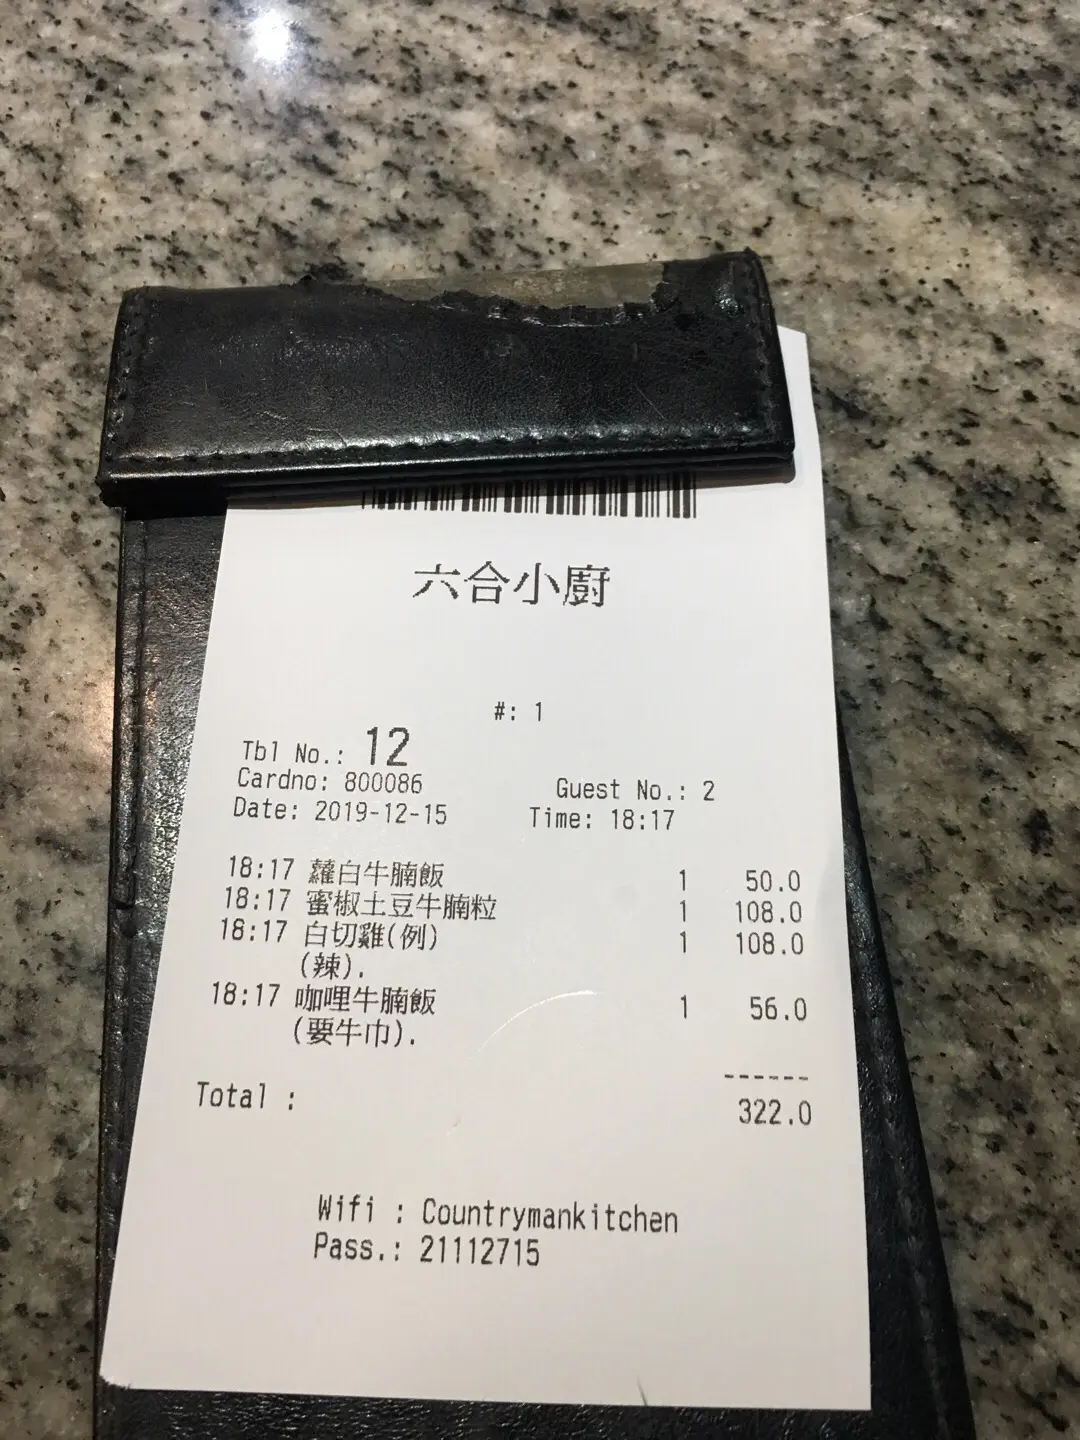 六合小廚
#: 1
Tbl No.: 12
Cardno: 800086 Guest No.: 2
Date: 2019-12-15 Time: 18:17
18:17 蘿白牛腩飯 1 50.0
18:17 蜜椒土豆牛腩粒 1 108.0
18:17 白切雞(例) 1 108.0
(辣).
18:17 咖哩牛腩飯 1 56.0
(要牛巾).
------
Total : 322.0
Wifi : Countrymankitchen
Pass.: 21112715